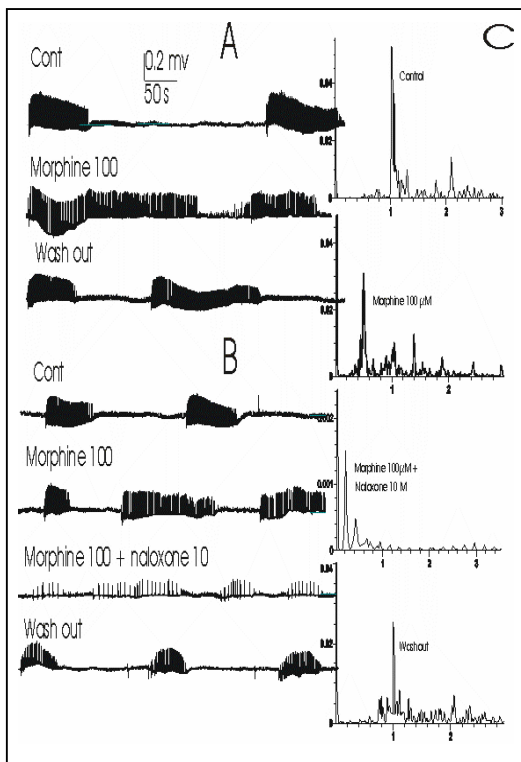 A
Cont
0.2 mv
50 s
Morphine 100
Wash out
B
Cont
Morphine 100
Morphine 100 + naloxone 10
Wash out
C
0.04
Control
0.02
0
1
2
3
0.04
0.02
Morphine 100 µM
0
1
2
0.002
0.001
Morphine 100µM +
Naloxone 10 M
0
1
2
3
0.04
0.02
Washout
0
1
2